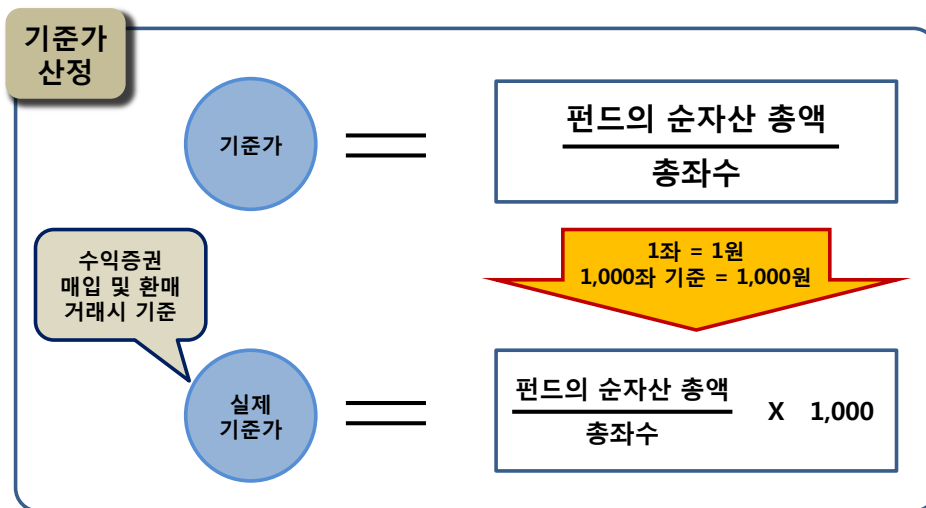 기준가
산정
기준가
펀드의 순자산 총액
총좌수
1좌 = 1원
1,000좌 기준 = 1,000원
수익증권
매입 및 환매
거래시 기준
실제
기준가
펀드의 순자산 총액
총좌수
X 1,000